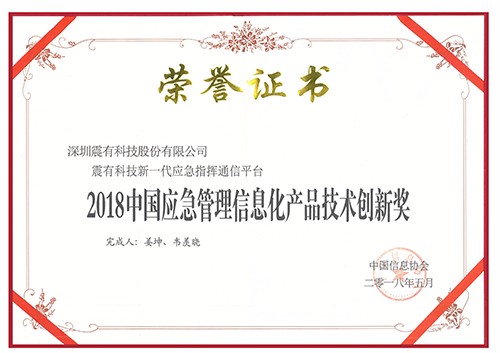 荣誉证书
深圳震有科技股份有限公司
震有科技新一代应急指挥通信平台
2018中国应急管理信息化产品技术创新奖
完成人：姜坤、韦美晓
中国信息协会
二零一八年五月